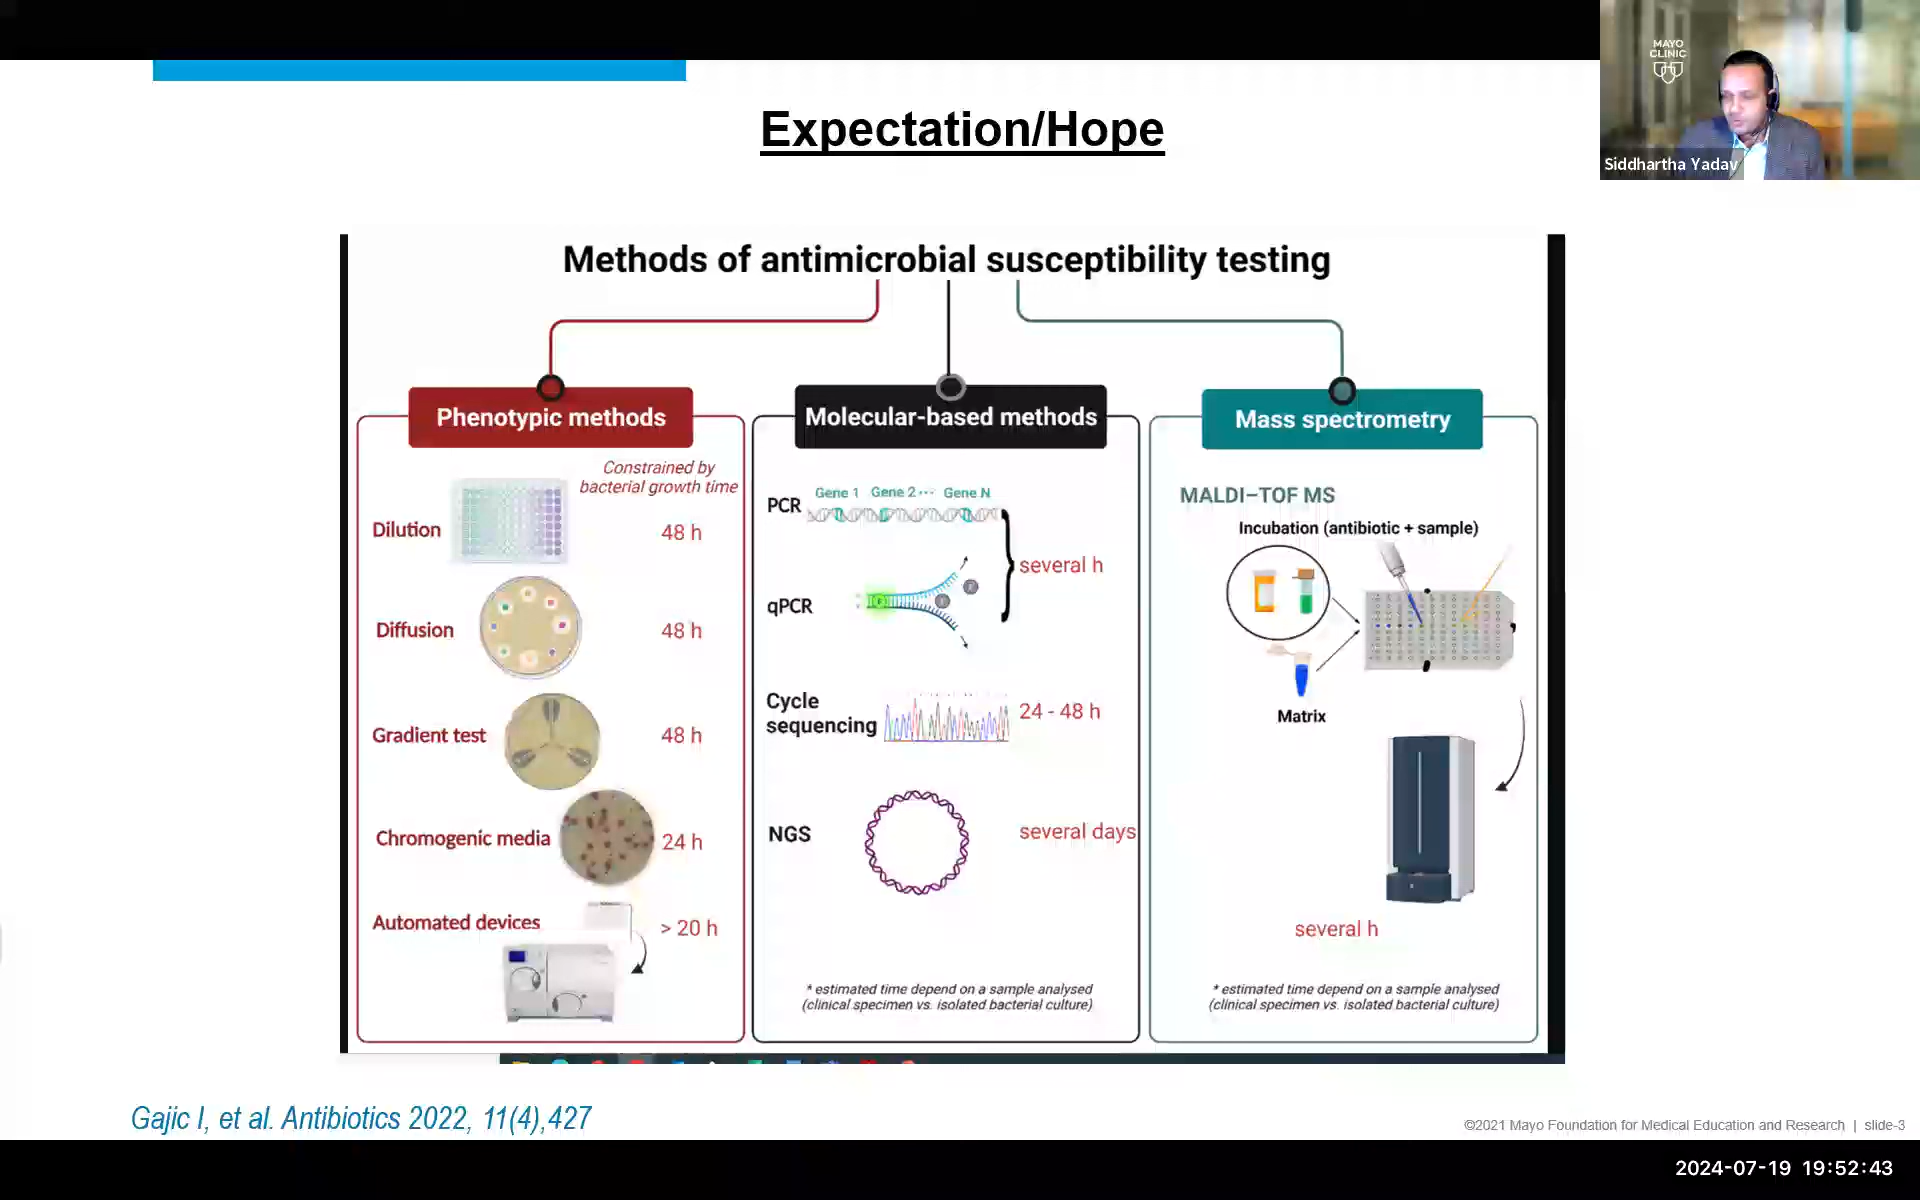 MAYO
CLINIC
Siddhartha Yadav
Expectation/Hope
Methods of antimicrobial susceptibility testing
Phenotypic methods
Constrained by
bacterial growth time
Dilution
48 h
Diffusion
48 h
Gradient test
48 h
Chromogenic media
24 h
Automated devices
> 20 h
Molecular-based methods
Gene 1 Gene 2 ··· Gene N
PCR
several h
qPCR
Cycle
sequencing
24 - 48 h
NGS
several days
* estimated time depend on a sample analysed
(clinical specimen vs. isolated bacterial culture)
Mass spectrometry
MALDI–TOF MS
Incubation (antibiotic + sample)
Matrix
several h
* estimated time depend on a sample analysed
(clinical specimen vs. isolated bacterial culture)
Gajic I, et al. Antibiotics 2022, 11(4),427
©2021 Mayo Foundation for Medical Education and Research | slide-3
2024-07-19 19:52:43